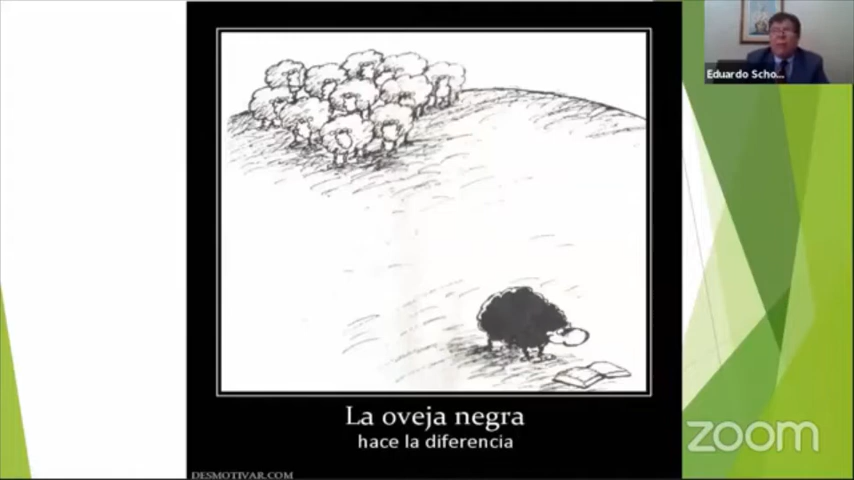 Eduardo Scho...
La oveja negra
hace la diferencia
zoom
DESMOTIVAR.COM